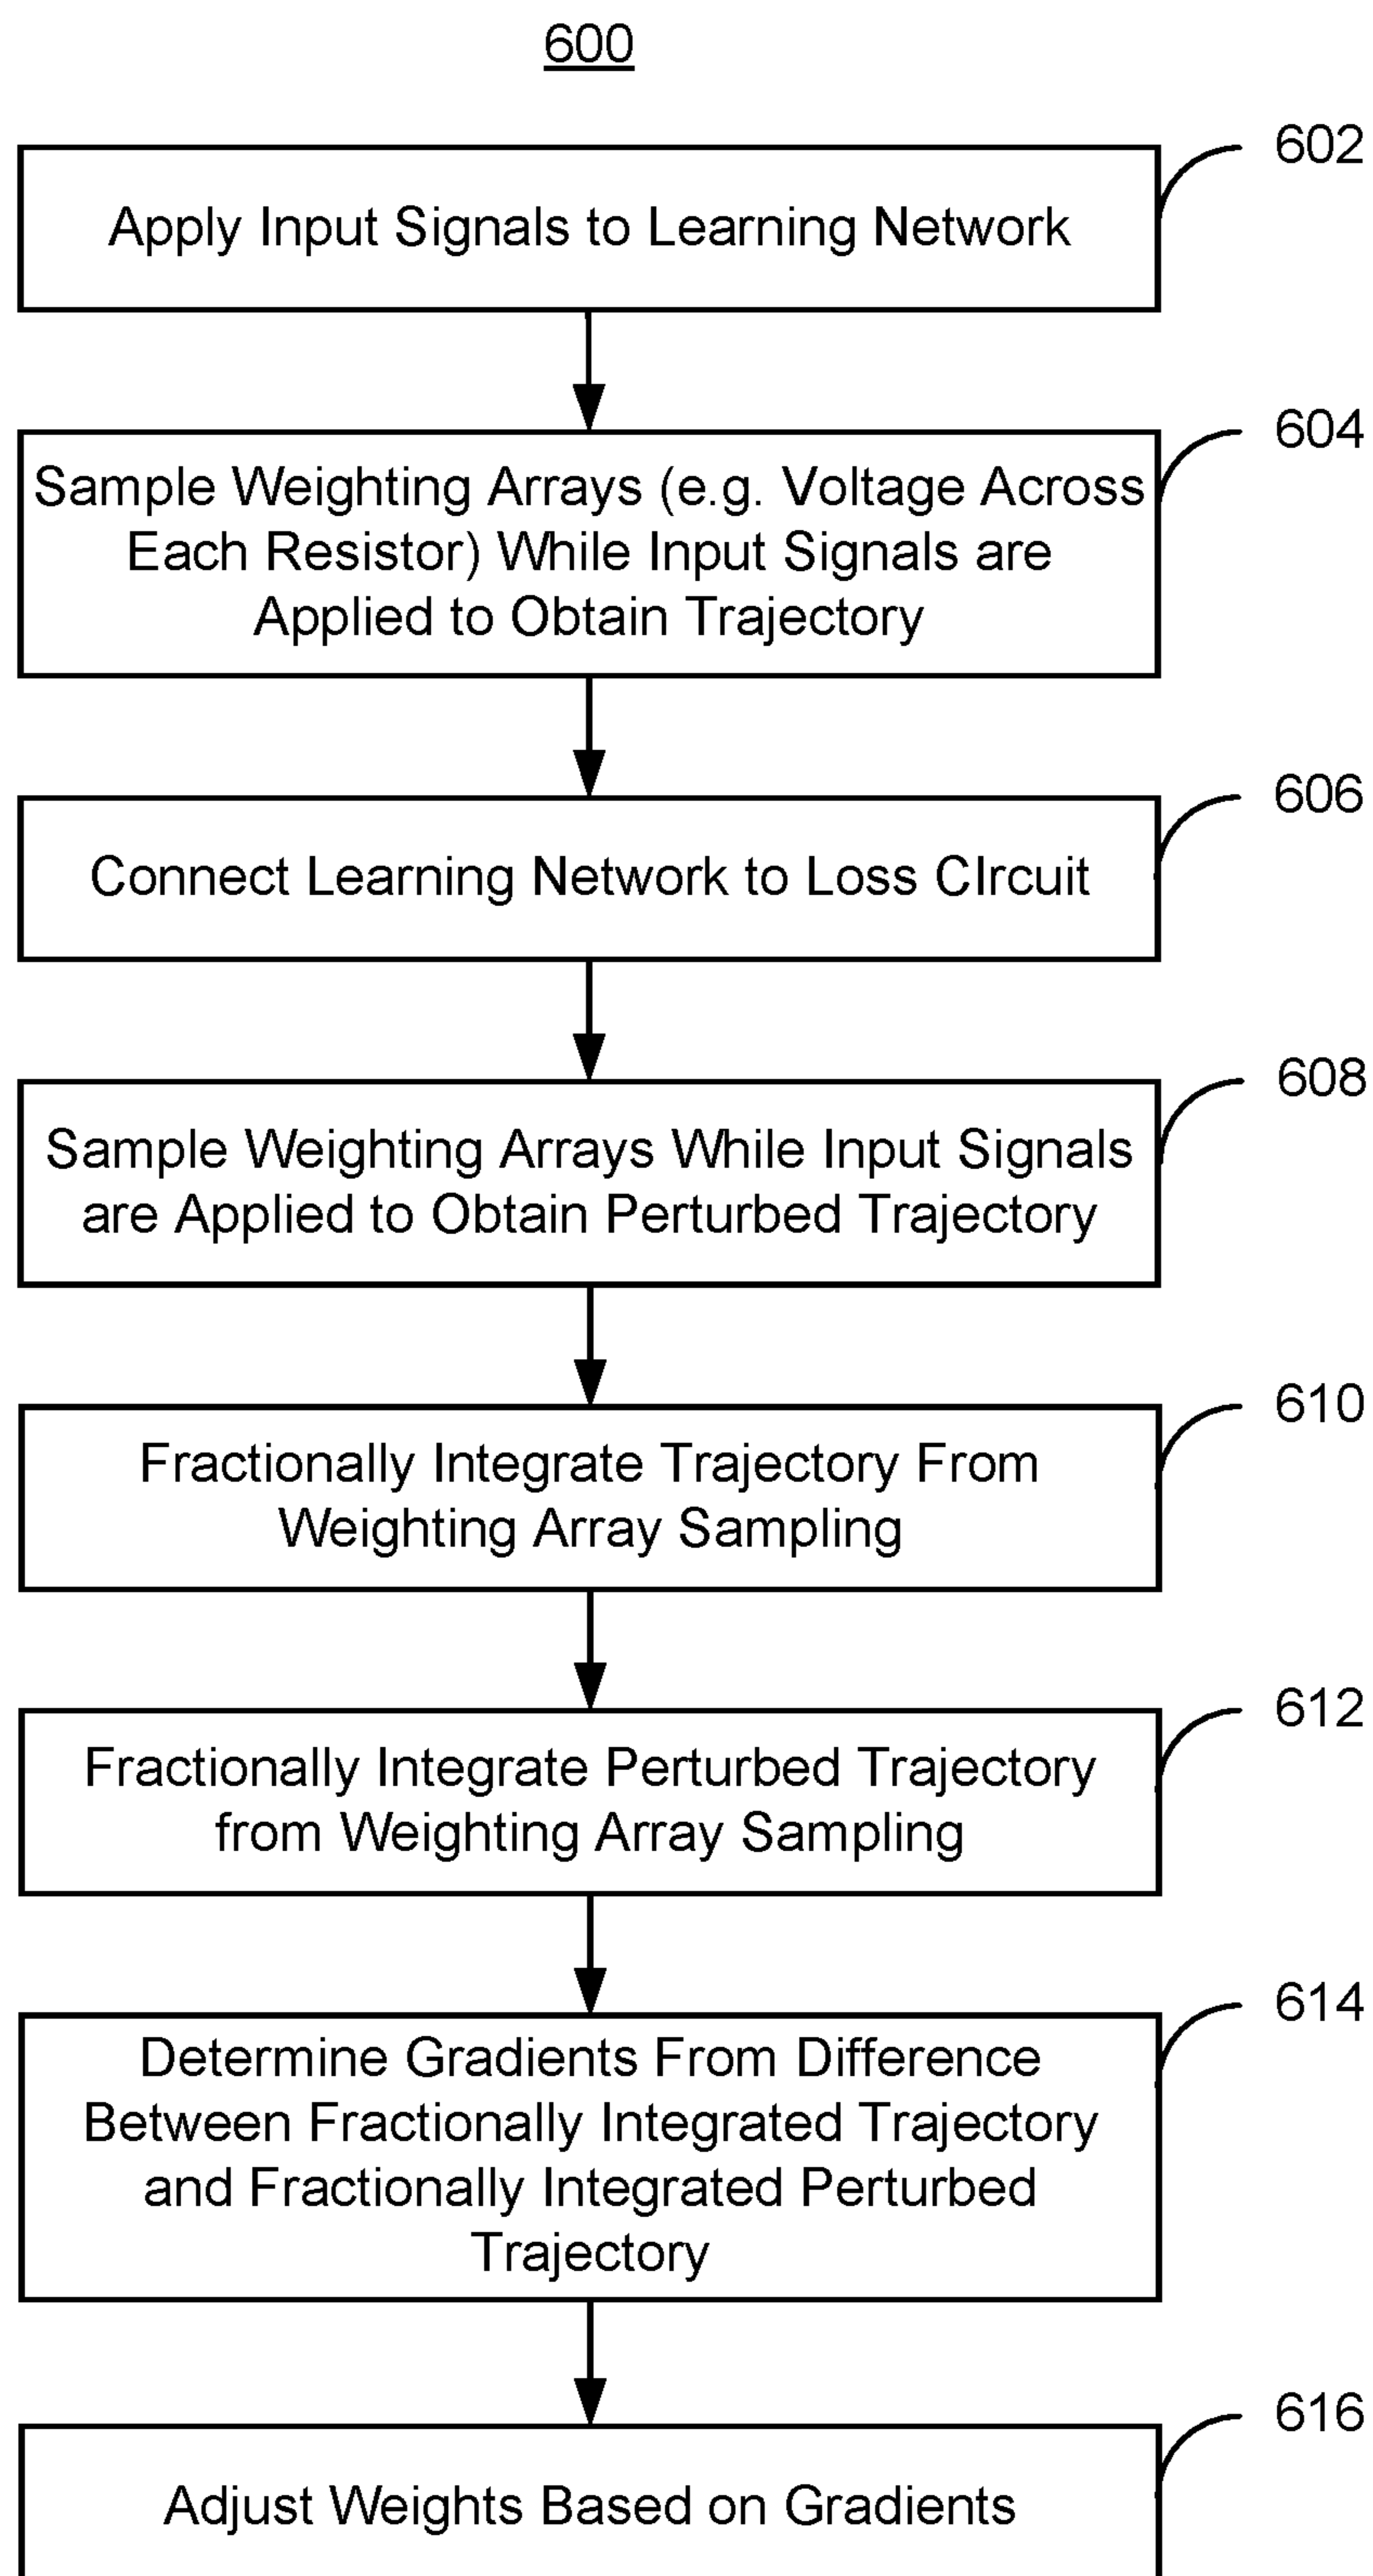 600
602
Apply Input Signals to Learning Network
604
Sample Weighting Arrays (e.g. Voltage Across
Each Resistor) While Input Signals are
Applied to Obtain Trajectory
606
Connect Learning Network to Loss CIrcuit
608
Sample Weighting Arrays While Input Signals
are Applied to Obtain Perturbed Trajectory
610
Fractionally Integrate Trajectory From
Weighting Array Sampling
612
Fractionally Integrate Perturbed Trajectory
from Weighting Array Sampling
614
Determine Gradients From Difference
Between Fractionally Integrated Trajectory
and Fractionally Integrated Perturbed
Trajectory
616
Adjust Weights Based on Gradients